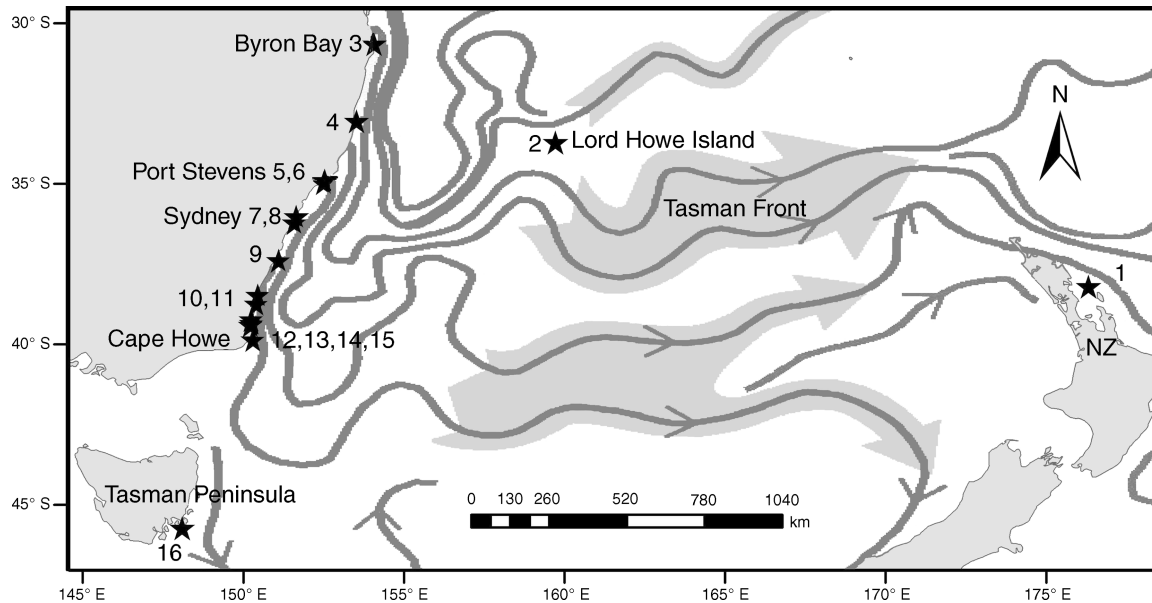 30° S
Byron Bay 3
N
4
2 Lord Howe Island
Port Stevens 5,6
35° S
Tasman Front
Sydney 7,8
9
1
10,11
Cape Howe
12,13,14,15
40° S
NZ
Tasman Peninsula
0 130 260 520 780 1040
45° S
km
16
145° E 150° E 155° E 160° E 165° E 170° E 175° E